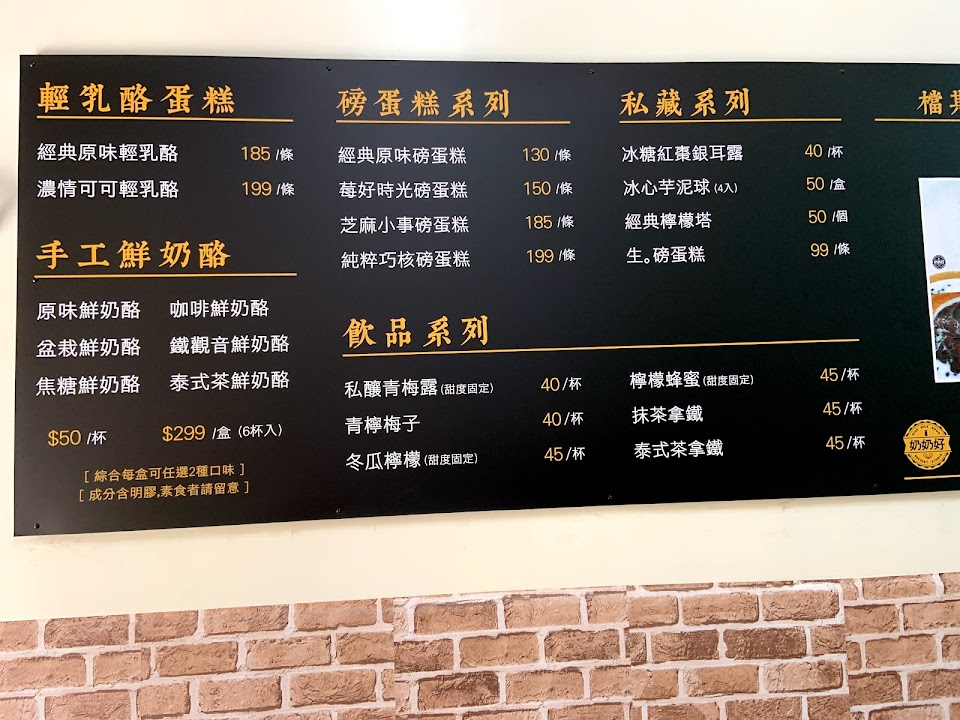 輕乳酪蛋糕
經典原味輕乳酪 185 /條
濃情可可輕乳酪 199 /條
手工鮮奶酪
原味鮮奶酪 咖啡鮮奶酪
盆栽鮮奶酪 鐵觀音鮮奶酪
焦糖鮮奶酪 泰式茶鮮奶酪
$50 /杯 $299 /盒 (6杯入)
[ 綜合每盒可任選2種口味 ]
[ 成分含明膠,素食者請留意 ]
磅蛋糕系列
經典原味磅蛋糕 130 /條
莓好時光磅蛋糕 150 /條
芝麻小事磅蛋糕 185 /條
純粹巧核磅蛋糕 199 /條
私藏系列
冰糖紅棗銀耳露 40 /杯
冰心芋泥球(4入) 50 /盒
經典檸檬塔 50 /個
生。磅蛋糕 99 /條
飲品系列
私釀青梅露(甜度固定) 40/杯
青檸梅子 40/杯
冬瓜檸檬(甜度固定) 45/杯
檸檬蜂蜜(甜度固定) 45/杯
抹茶拿鐵 45/杯
泰式茶拿鐵 45/杯
檔期
奶奶好